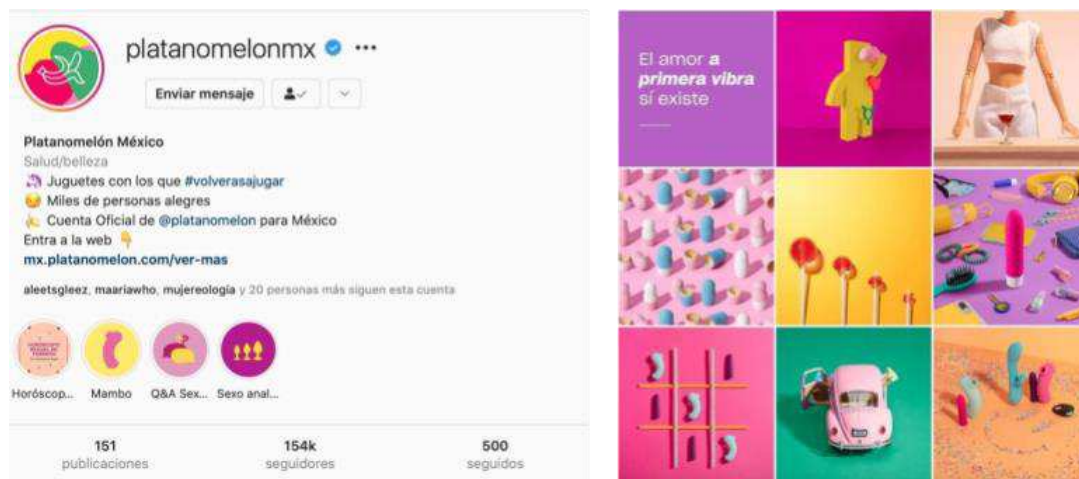 platanomelonmx
Enviar mensaje
Platanomelón México
Salud/belleza
Juguetes con los que #volverasajugar
Miles de personas alegres
Cuenta Oficial de @platanomelon para México
Entra a la web
mx.platanomelon.com/ver-mas
aleetsgleez, maariawho, mujereologia y 20 personas más siguen esta cuenta
Horóscop...
Mambo
Q&A Sex...
Sexo anal...
151
publicaciones
154k
seguidores
500
seguidos
El amor a
primera vibra
sí existe